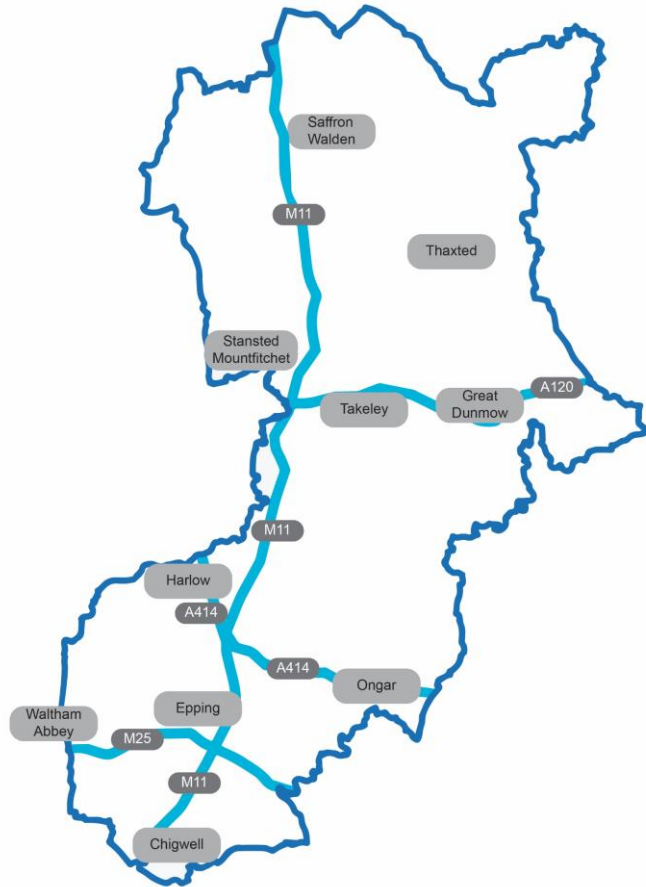 Saffron
Walden
M11
Thaxted
Stansted
Mountfitchet
A120
Great
Dunmow
Takeley
M11
Harlow
A414
A414
Ongar
Epping
Waltham
Abbey
M25
M11
Chigwell